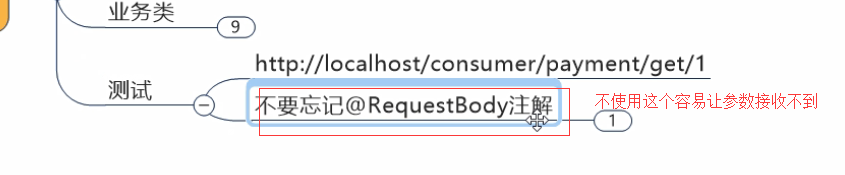 业务类
9
http://localhost/consumer/payment/get/1
测试
不要忘记@RequestBody注解
不使用这个容易让参数接收不到
1